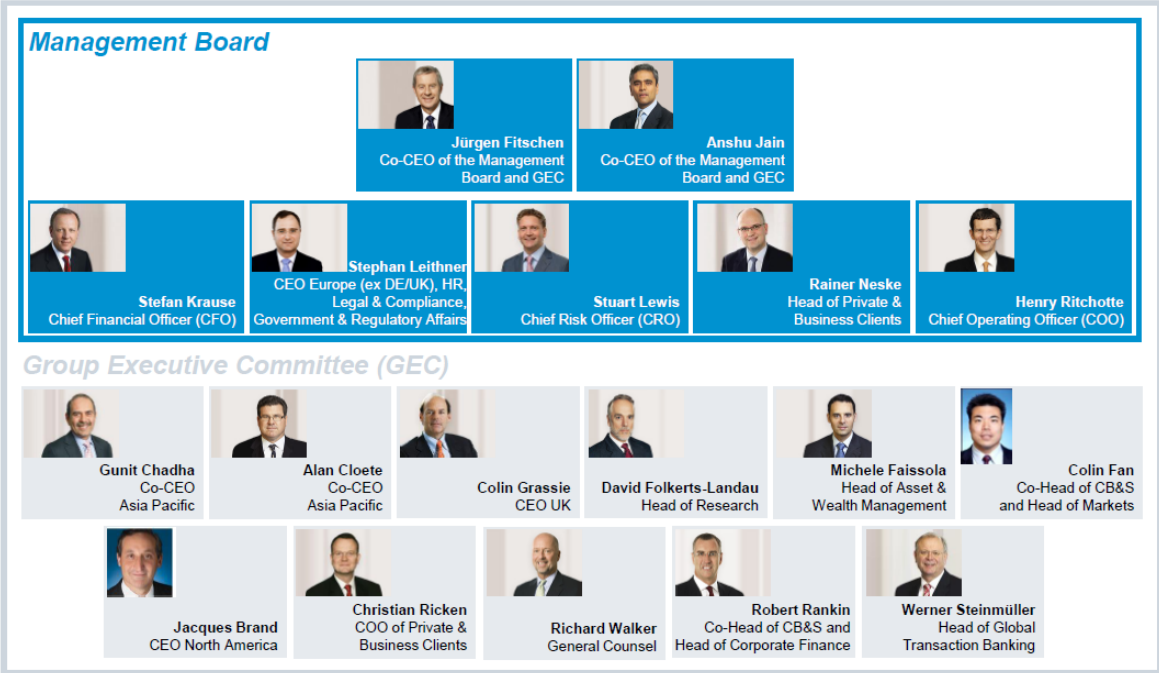 Management Board
Jürgen Fitschen
Co-CEO of the Management
Board and GEC
Anshu Jain
Co-CEO of the Management
Board and GEC
Stefan Krause
Chief Financial Officer (CFO)
Stephan Leithner
CEO Europe (ex DE/UK), HR,
Legal & Compliance,
Government & Regulatory Affairs
Stuart Lewis
Chief Risk Officer (CRO)
Rainer Neske
Head of Private &
Business Clients
Henry Ritchotte
Chief Operating Officer (COO)
Group Executive Committee (GEC)
Gunit Chadha
Co-CEO
Asia Pacific
Alan Cloete
Co-CEO
Asia Pacific
Colin Grassie
CEO UK
David Folkerts-Landau
Head of Research
Michele Faissola
Head of Asset &
Wealth Management
Colin Fan
Co-Head of CB&S
and Head of Markets
Jacques Brand
CEO North America
Christian Ricken
COO of Private &
Business Clients
Richard Walker
General Counsel
Robert Rankin
Co-Head of CB&S and
Head of Corporate Finance
Werner Steinmüller
Head of Global
Transaction Banking